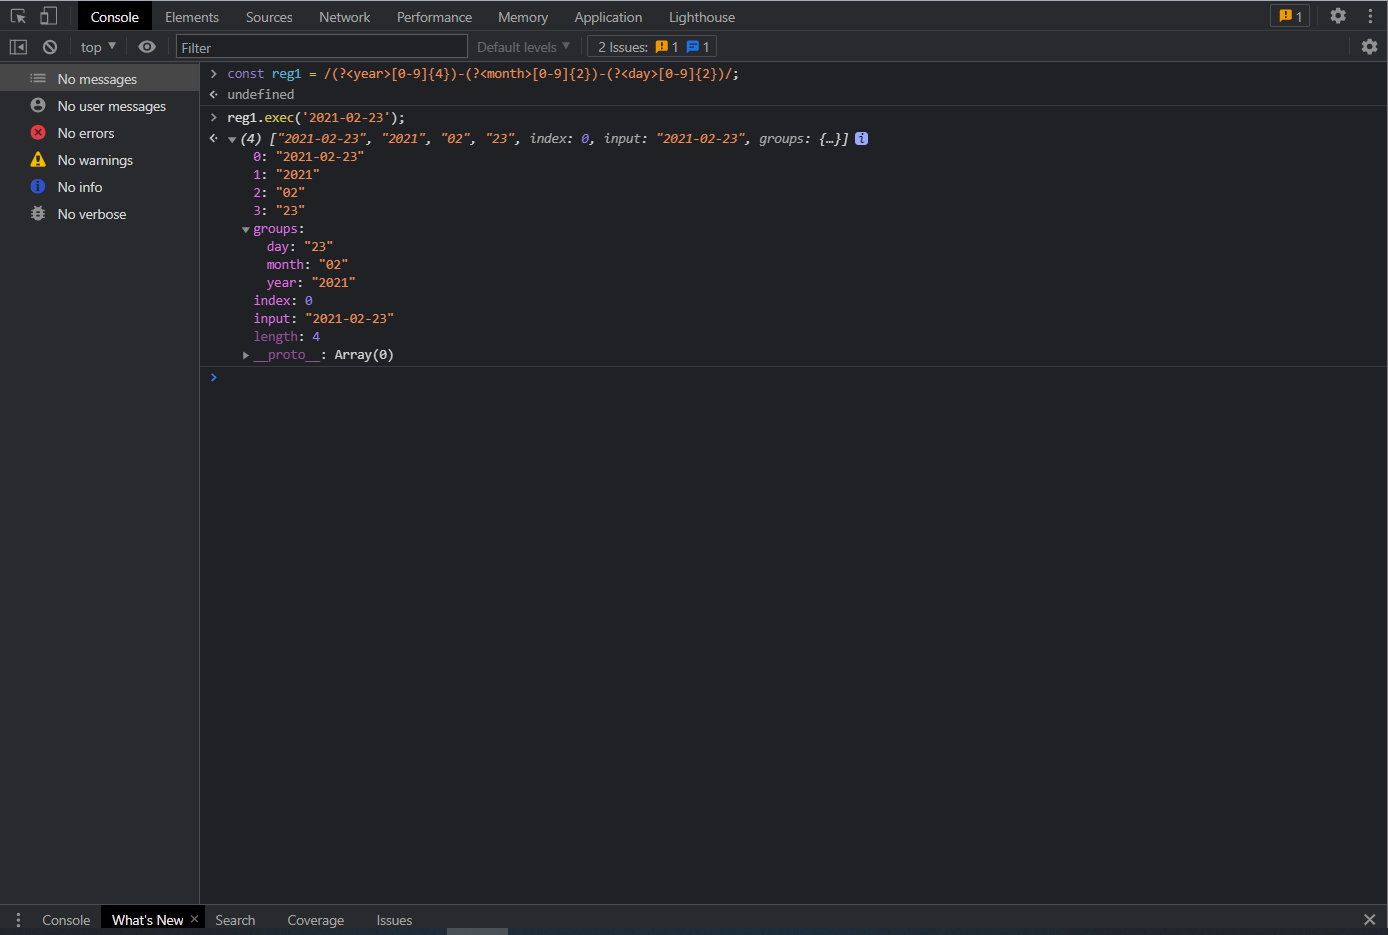 Console Elements Sources Network Performance Memory Application Lighthouse 1
top Filter Default levels 2 Issues: 1 1
No messages
No user messages
No errors
No warnings
No info
No verbose
const reg1 = /(?<year>[0-9]{4})-(?<month>[0-9]{2})-(?<day>[0-9]{2})/;
undefined
reg1.exec('2021-02-23');
(4) ["2021-02-23", "2021", "02", "23", index: 0, input: "2021-02-23", groups: {…}] i
0: "2021-02-23"
1: "2021"
2: "02"
3: "23"
groups:
day: "23"
month: "02"
year: "2021"
index: 0
input: "2021-02-23"
length: 4
__proto__: Array(0)
Console What's New Search Coverage Issues